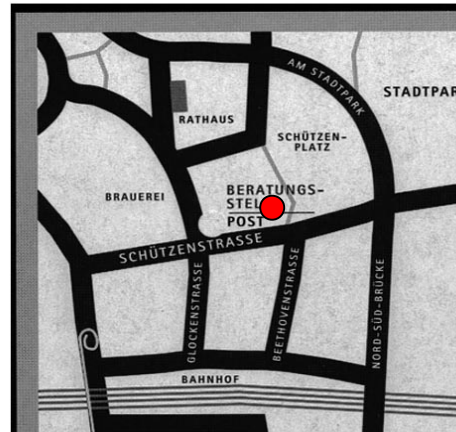 AM STADTPARK
STADTPAR
RATHAUS
SCHÜTZEN-
PLATZ
BERATUNGS-
BRAUEREI
STEL
POST
SCHÜTZENSTRASSE
GLOCKENSTRASSE
BEETHOVENSTRASSE
NORD-SÜD-BRÜCKE
BAHNHOF